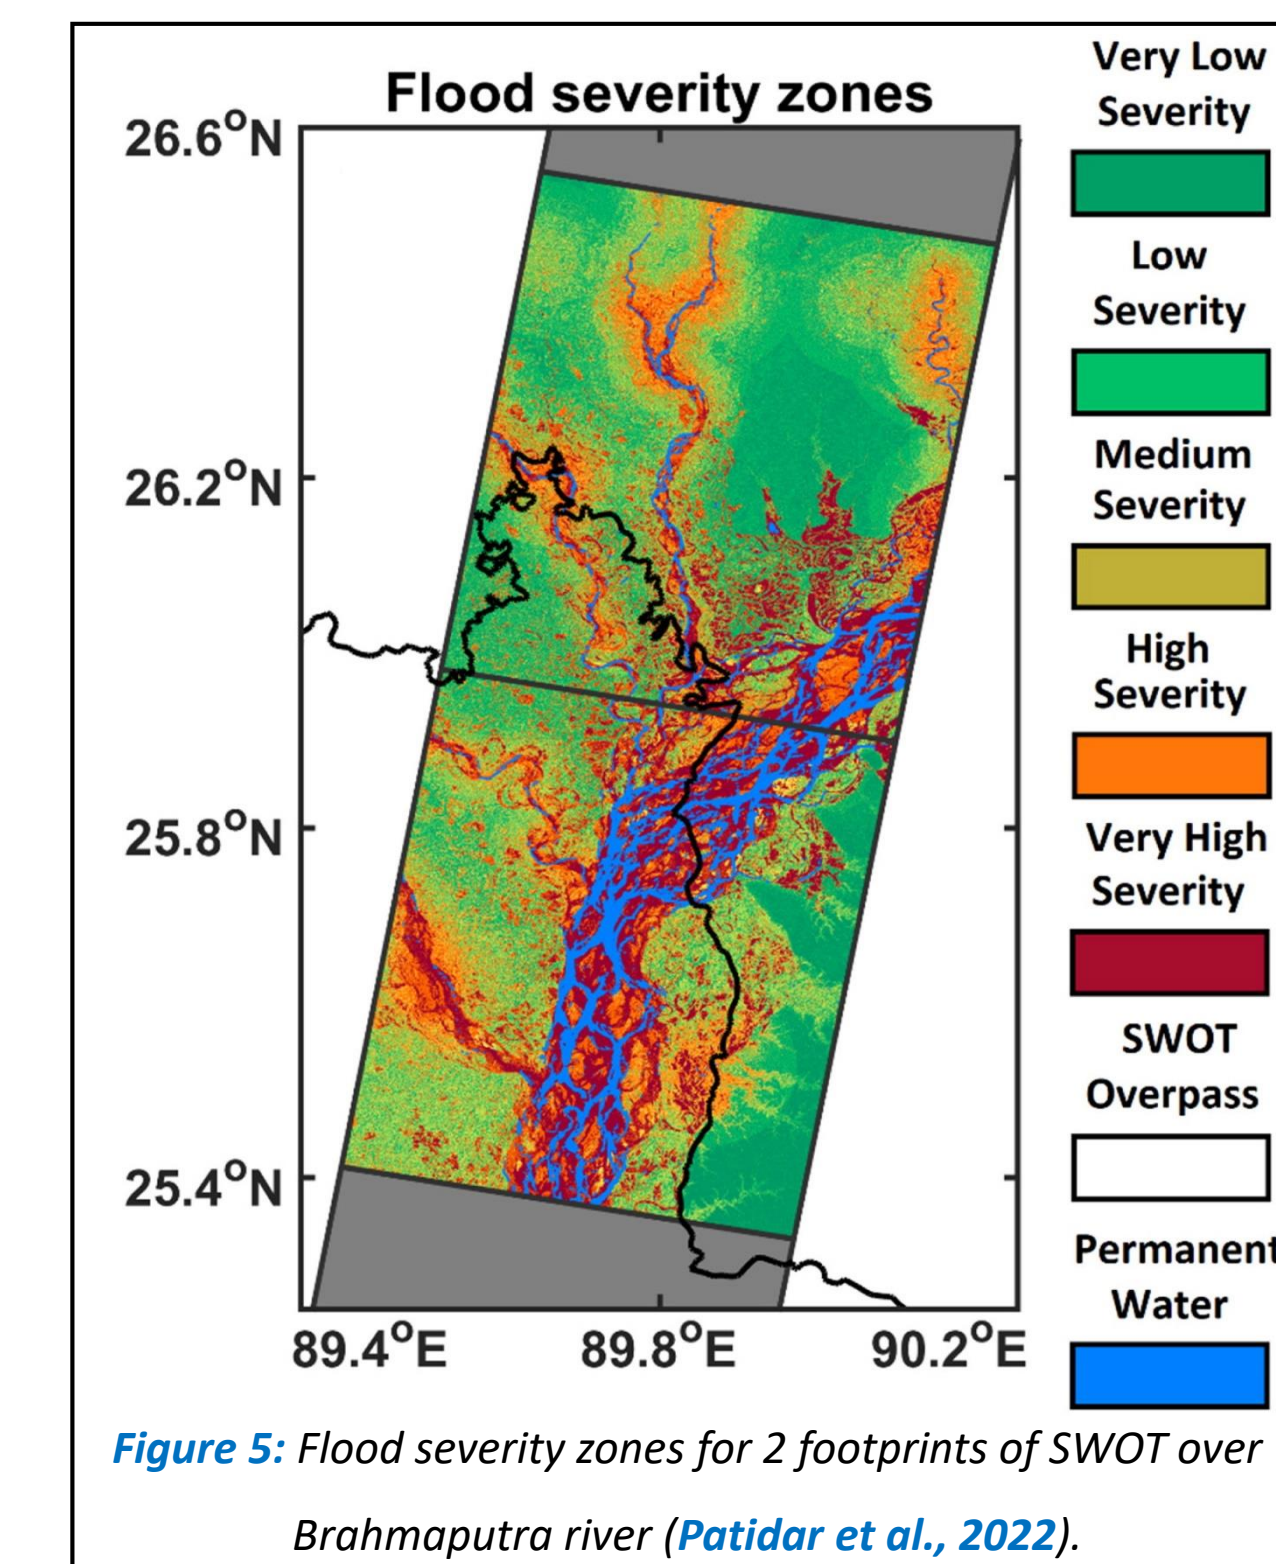 Flood severity zones
26.6°N
26.2°N
25.8°N
25.4°N
89.4°E
89.8°E
90.2°E
Very Low
Severity
Low
Severity
Medium
Severity
High
Severity
Very High
Severity
SWOT
Overpass
Permanent
Water
Figure 5: Flood severity zones for 2 footprints of SWOT over
Brahmaputra river (Patidar et al., 2022).